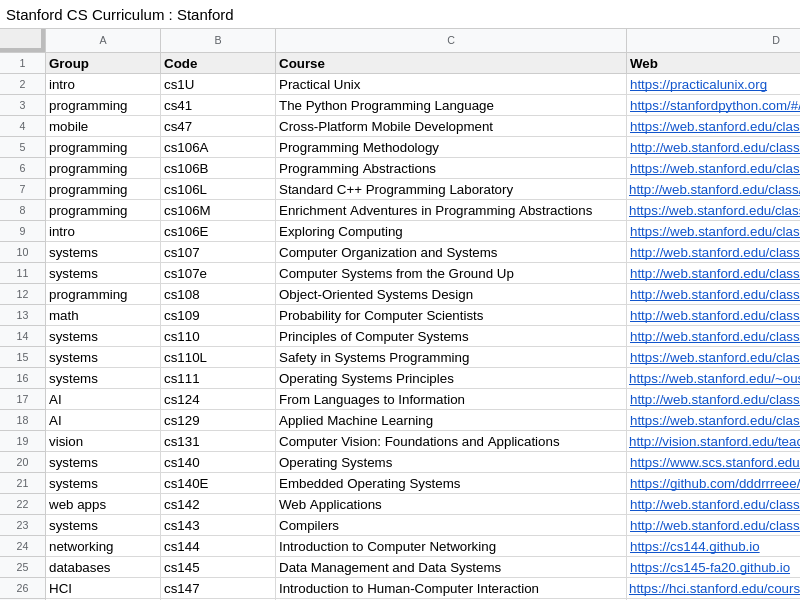 Stanford CS Curriculum : Stanford
A B C D
1 Group Code Course Web
2 intro cs1U Practical Unix https://practicalunix.org
3 programming cs41 The Python Programming Language https://stanfordpython.com/#/
4 mobile cs47 Cross-Platform Mobile Development https://web.stanford.edu/clas
5 programming cs106A Programming Methodology http://web.stanford.edu/class
6 programming cs106B Programming Abstractions https://web.stanford.edu/clas
7 programming cs106L Standard C++ Programming Laboratory http://web.stanford.edu/class/
8 programming cs106M Enrichment Adventures in Programming Abstractions https://web.stanford.edu/class
9 intro cs106E Exploring Computing https://web.stanford.edu/clas
10 systems cs107 Computer Organization and Systems http://web.stanford.edu/class
11 systems cs107e Computer Systems from the Ground Up http://web.stanford.edu/class
12 programming cs108 Object-Oriented Systems Design http://web.stanford.edu/class
13 math cs109 Probability for Computer Scientists http://web.stanford.edu/class
14 systems cs110 Principles of Computer Systems http://web.stanford.edu/class
15 systems cs110L Safety in Systems Programming https://web.stanford.edu/clas
16 systems cs111 Operating Systems Principles https://web.stanford.edu/~ous
17 AI cs124 From Languages to Information http://web.stanford.edu/class
18 AI cs129 Applied Machine Learning https://web.stanford.edu/clas
19 vision cs131 Computer Vision: Foundations and Applications http://vision.stanford.edu/teac
20 systems cs140 Operating Systems https://www.scs.stanford.edu
21 systems cs140E Embedded Operating Systems https://github.com/dddrrreee/
22 web apps cs142 Web Applications http://web.stanford.edu/class
23 systems cs143 Compilers http://web.stanford.edu/class
24 networking cs144 Introduction to Computer Networking https://cs144.github.io
25 databases cs145 Data Management and Data Systems https://cs145-fa20.github.io
26 HCI cs147 Introduction to Human-Computer Interaction https://hci.stanford.edu/cours